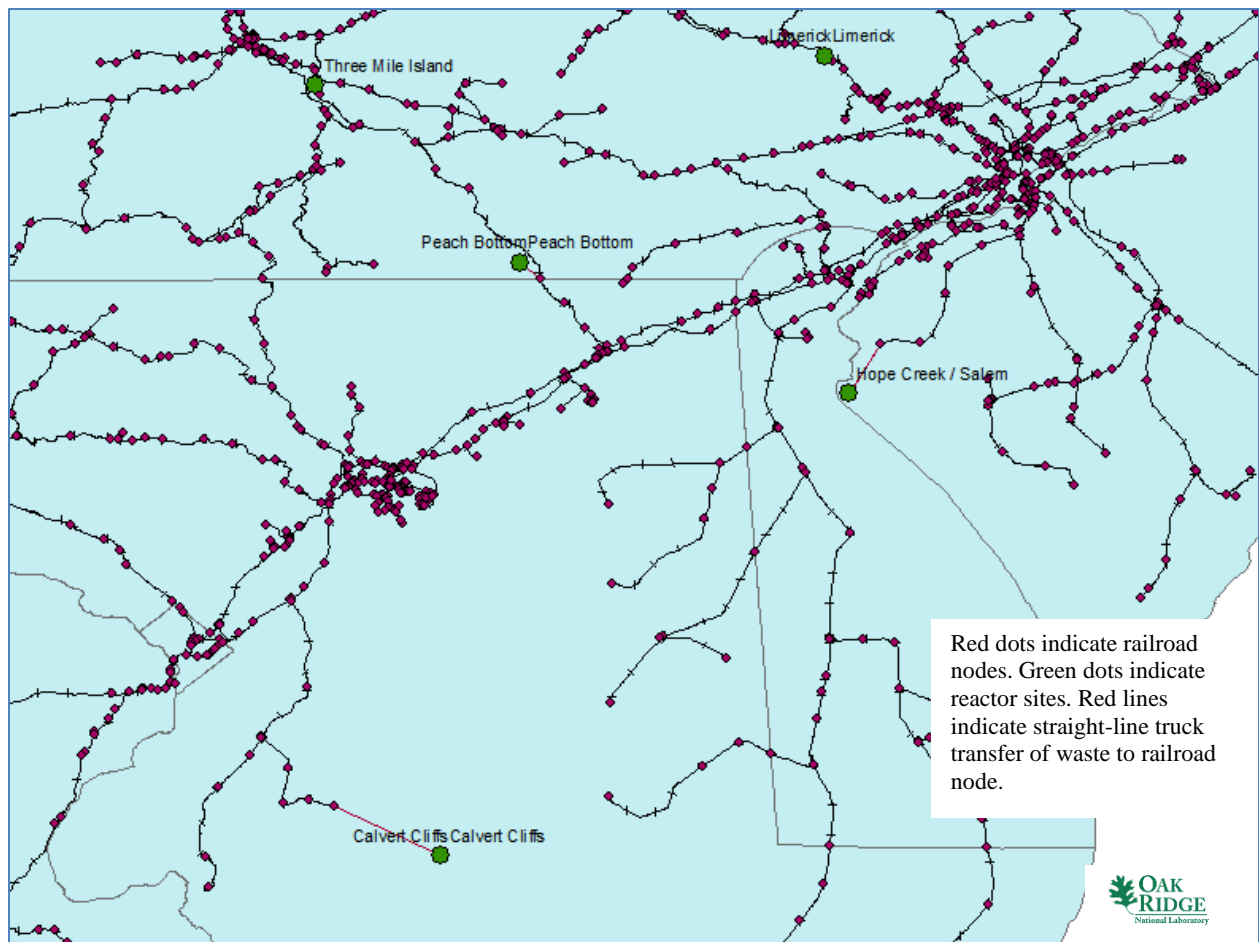 LimerickLimerick
Three Mile Island
Peach BottomPeach Bottom
Hope Creek / Salem
Red dots indicate railroad
nodes. Green dots indicate
reactor sites. Red lines
indicate straight-line truck
transfer of waste to railroad
node.
Calvert CliffsCalvert Cliffs
OAK
RIDGE
National Laboratory